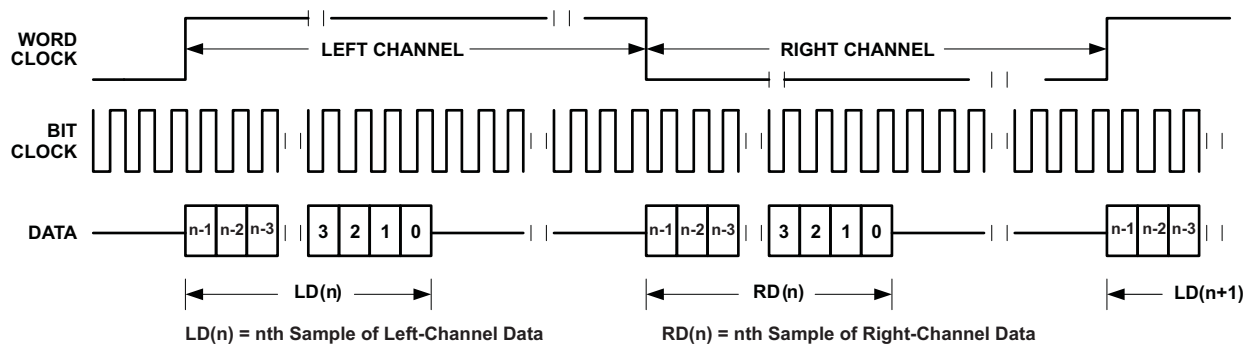 WORD
CLOCK
LEFT CHANNEL
RIGHT CHANNEL
BIT
CLOCK
DATA
n-1 n-2 n-3 3 2 1 0 n-1 n-2 n-3 3 2 1 0 n-1 n-2 n-3
LD(n)
RD(n)
LD(n+1)
LD(n) = nth Sample of Left-Channel Data
RD(n) = nth Sample of Right-Channel Data